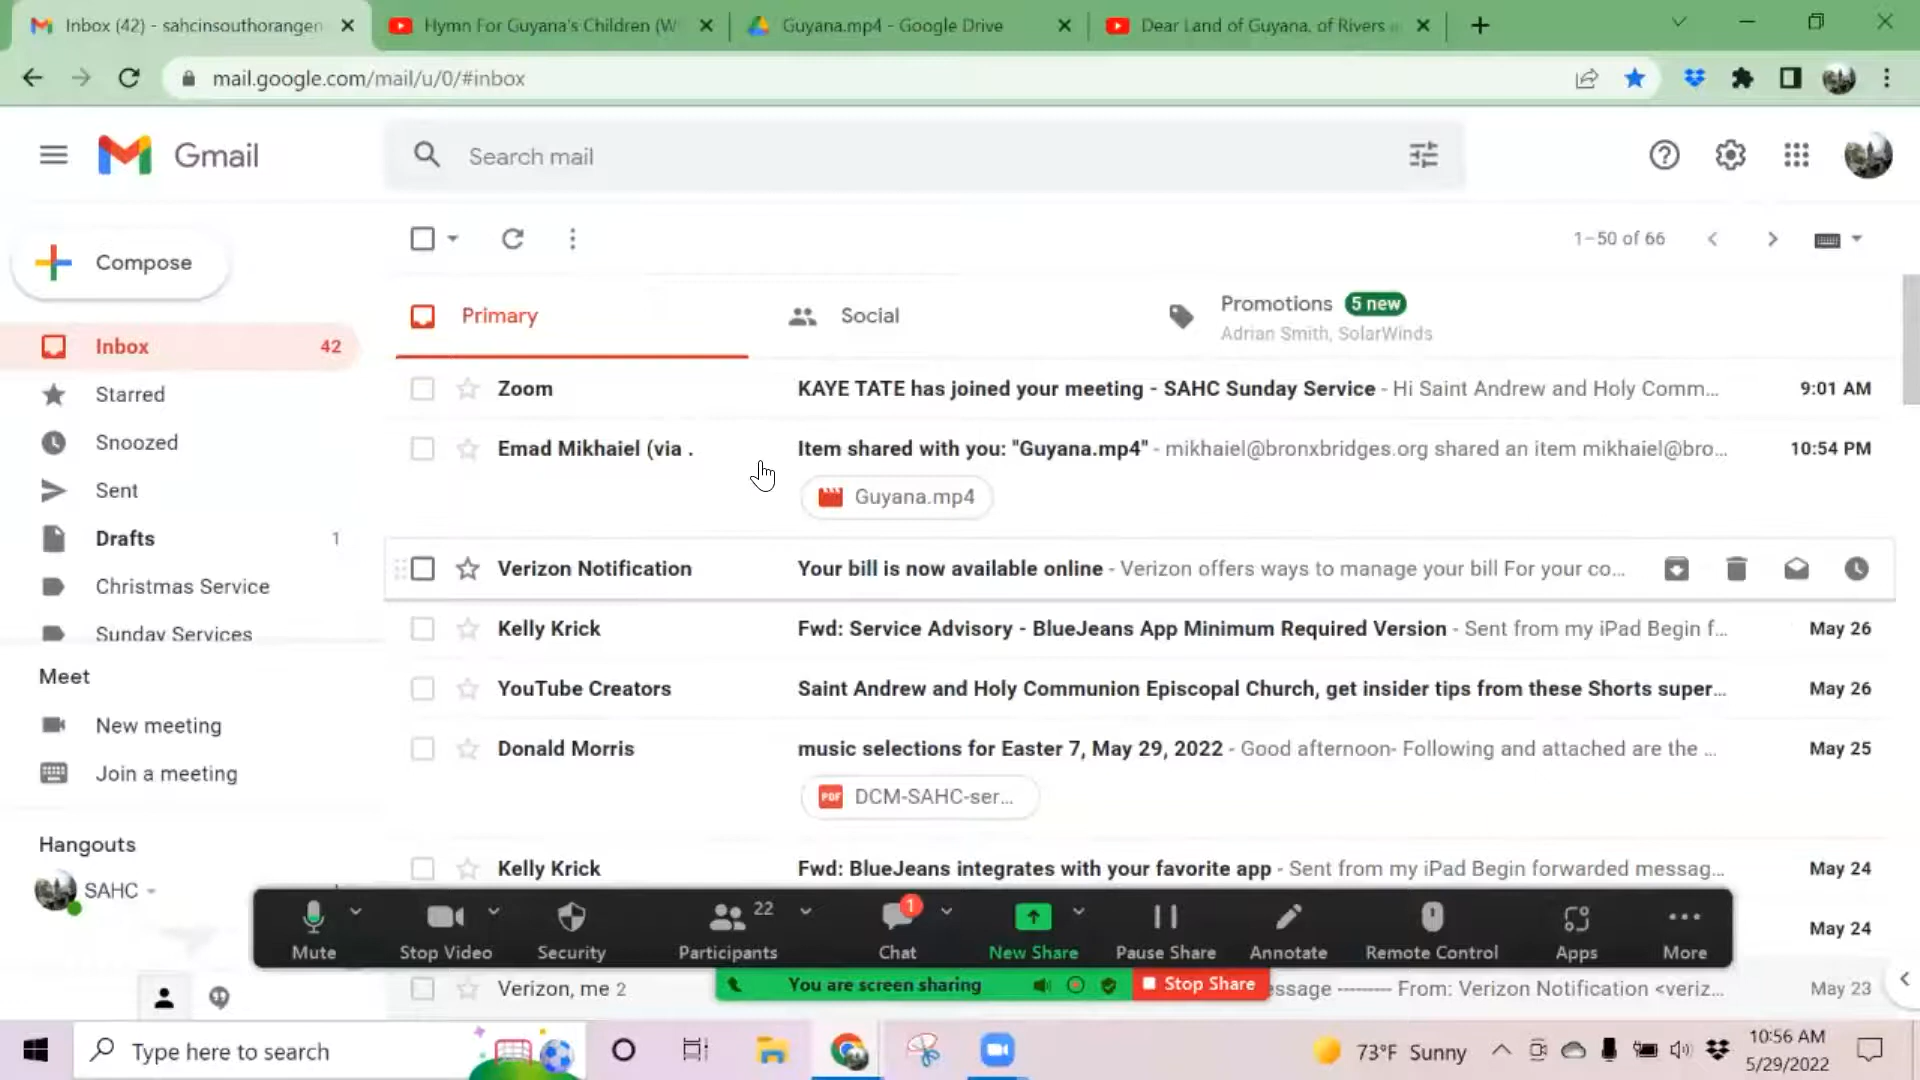 Inbox (42) - sahcinsouthorangen
Hymn For Guyana's Children (W
Guyana.mp4 - Google Drive
Dear Land of Guyana, of Rivers
mail.google.com/mail/u/0/#inbox
Gmail
Search mail
Compose
1–50 of 66
Primary
Social
Promotions 5 new
Adrian Smith, SolarWinds
Inbox 42
Starred
Snoozed
Sent
Drafts 1
Christmas Service
Sunday Services
Meet
New meeting
Join a meeting
Hangouts
SAHC
Zoom KAYE TATE has joined your meeting - SAHC Sunday Service - Hi Saint Andrew and Holy Comm... 9:01 AM
Emad Mikhaiel (via . Item shared with you: "Guyana.mp4" - mikhaiel@bronxbridges.org shared an item mikhaiel@bro... 10:54 PM
Guyana.mp4
Verizon Notification Your bill is now available online - Verizon offers ways to manage your bill For your co...
Kelly Krick Fwd: Service Advisory - BlueJeans App Minimum Required Version - Sent from my iPad Begin f... May 26
YouTube Creators Saint Andrew and Holy Communion Episcopal Church, get insider tips from these Shorts super... May 26
Donald Morris music selections for Easter 7, May 29, 2022 - Good afternoon- Following and attached are the ... May 25
PDF DCM-SAHC-ser...
Kelly Krick Fwd: BlueJeans integrates with your favorite app - Sent from my iPad Begin forwarded messag... May 24
May 24
Mute
Stop Video
Security
22
Participants
1
Chat
New Share
Pause Share
Annotate
Remote Control
Apps
More
You are screen sharing
Stop Share
Verizon, me 2 ssage --------- From: Verizon Notification <veriz... May 23
Type here to search
73°F Sunny
10:56 AM
5/29/2022